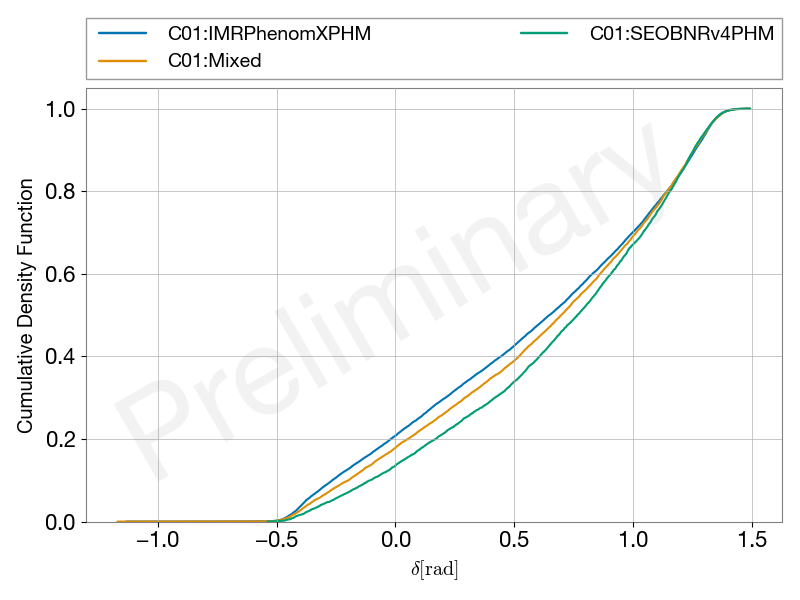 C01:IMRPhenomXPHM
C01:Mixed
C01:SEOBNRv4PHM
Preliminary
Cumulative Density Function
1.0
0.8
0.6
0.4
0.2
0.0
−1.0 −0.5 0.0 0.5 1.0 1.5
δ[rad]